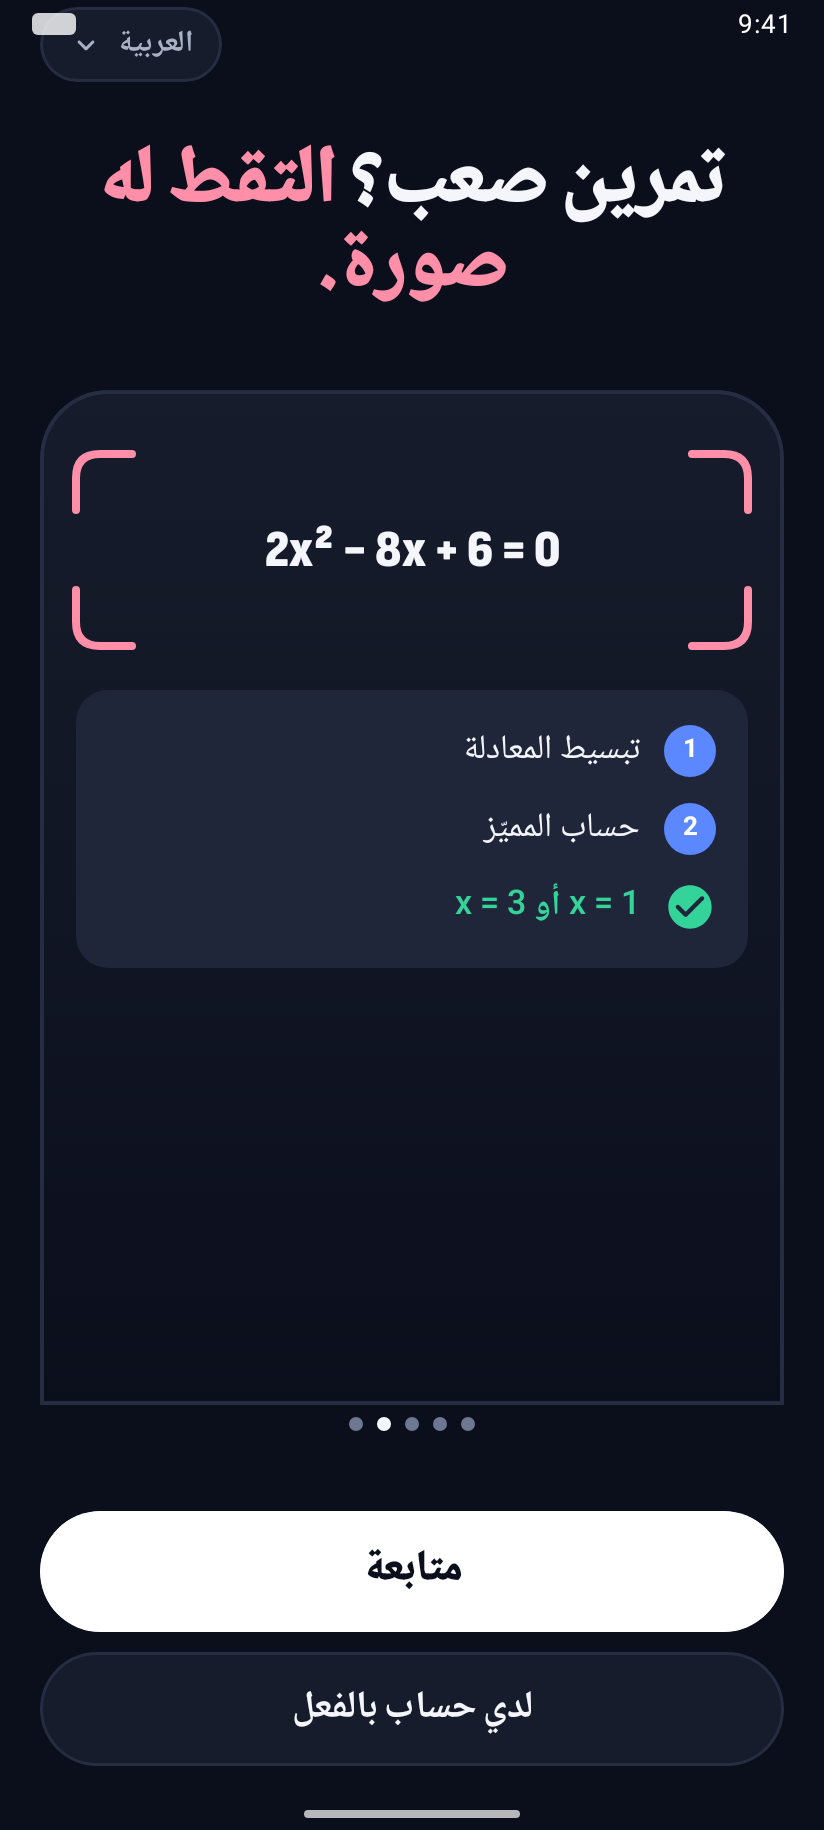 9:41
العربية
تمرين صعب؟ التقط له
صورة.
2x² − 8x + 6 = 0
1 تبسيط المعادلة
2 حساب المميّز
x = 1 أو x = 3
متابعة
لدي حساب بالفعل